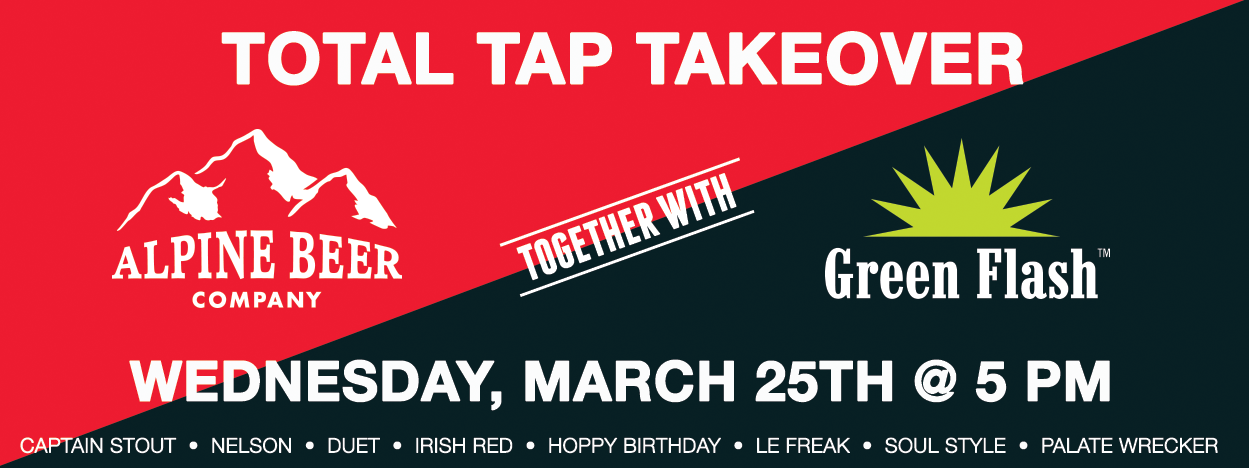 TOTAL TAP TAKEOVER
ALPINE BEER
COMPANY
TOGETHER WITH
Green Flash™
WEDNESDAY, MARCH 25TH @ 5 PM
CAPTAIN STOUT • NELSON • DUET • IRISH RED • HOPPY BIRTHDAY • LE FREAK • SOUL STYLE • PALATE WRECKER